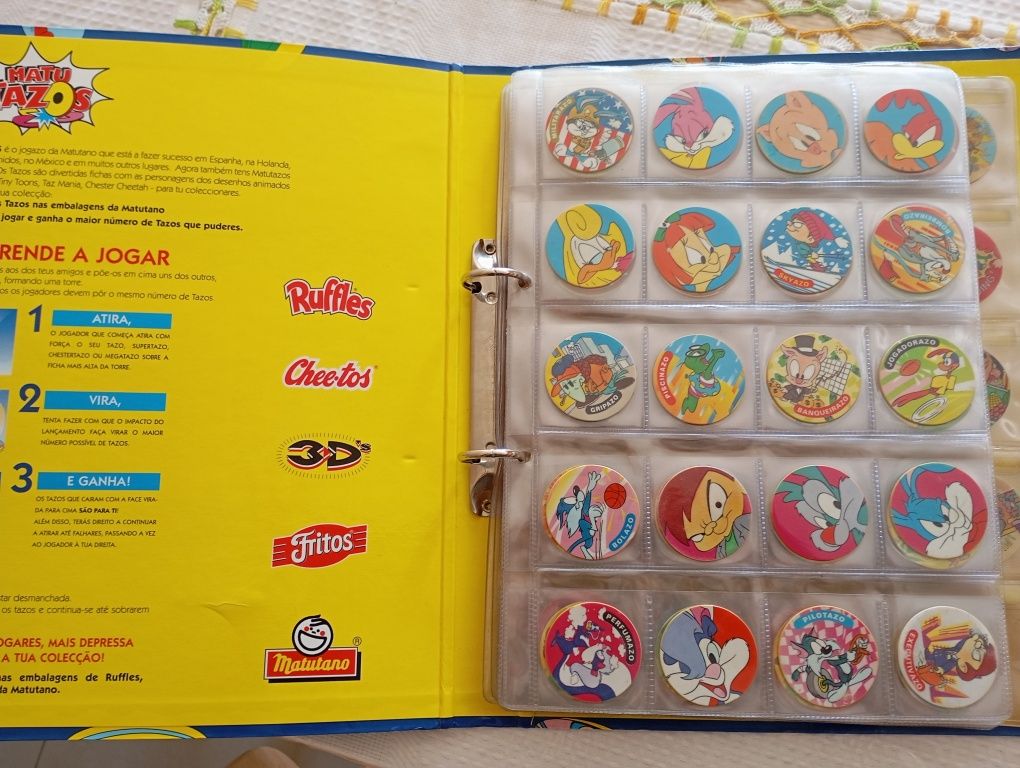 MATU
TAZOS
s é o jogazo da Matutano que está a fazer sucesso em Espanha, na Holanda,
nidos, no México e em muitos outros lugares. Agora também tens Matutazos
Os Tazos são divertidas fichas com as personagens dos desenhos animados
Tiny Toons, Taz Mania, Chester Cheetah - para tu coleccionares.
ua colecção:
s Tazos nas embalagens da Matutano
jogar e ganha o maior número de Tazos que puderes.
RENDE A JOGAR
s aos dos teus amigos e põe-os em cima uns dos outros,
, formando uma torre.
os os jogadores devem pôr o mesmo número de Tazos.
1 ATIRA,
O JOGADOR QUE COMEÇA ATIRA COM
FORÇA O SEU TAZO, SUPERTAZO,
CHESTERTAZO OU MEGATAZO SOBRE A
FICHA MAIS ALTA DA TORRE.
2 VIRA,
TENTA FAZER COM QUE O IMPACTO DO
LANÇAMENTO FAÇA VIRAR O MAIOR
NÚMERO POSSÍVEL DE TAZOS.
3 E GANHA!
OS TAZOS QUE CAIRAM COM A FACE VIRA-
DA PARA CIMA SÃO PARA TI!
ALÉM DISSO, TERÁS DIREITO A CONTINUAR
A ATIRAR ATÉ FALHARES, PASSANDO A VEZ
AO JOGADOR À TUA DIREITA.
star desmanchada.
os tazos e continua-se até sobrarem
OGARES, MAIS DEPRESSA
A TUA COLECÇÃO!
nas embalagens de Ruffles,
da Matutano.
Ruffles
Chee·tos®
3-D's
Fritos
Matutano®
MILITARAZO
SKYAZO
BOMBEIRAZO
GRIPAZO
PISCINAZO
BANQUEIRAZO
JOGADORAZO
BOLAZO
PERFUMAZO
PILOTAZO
EXECUTIVAZO